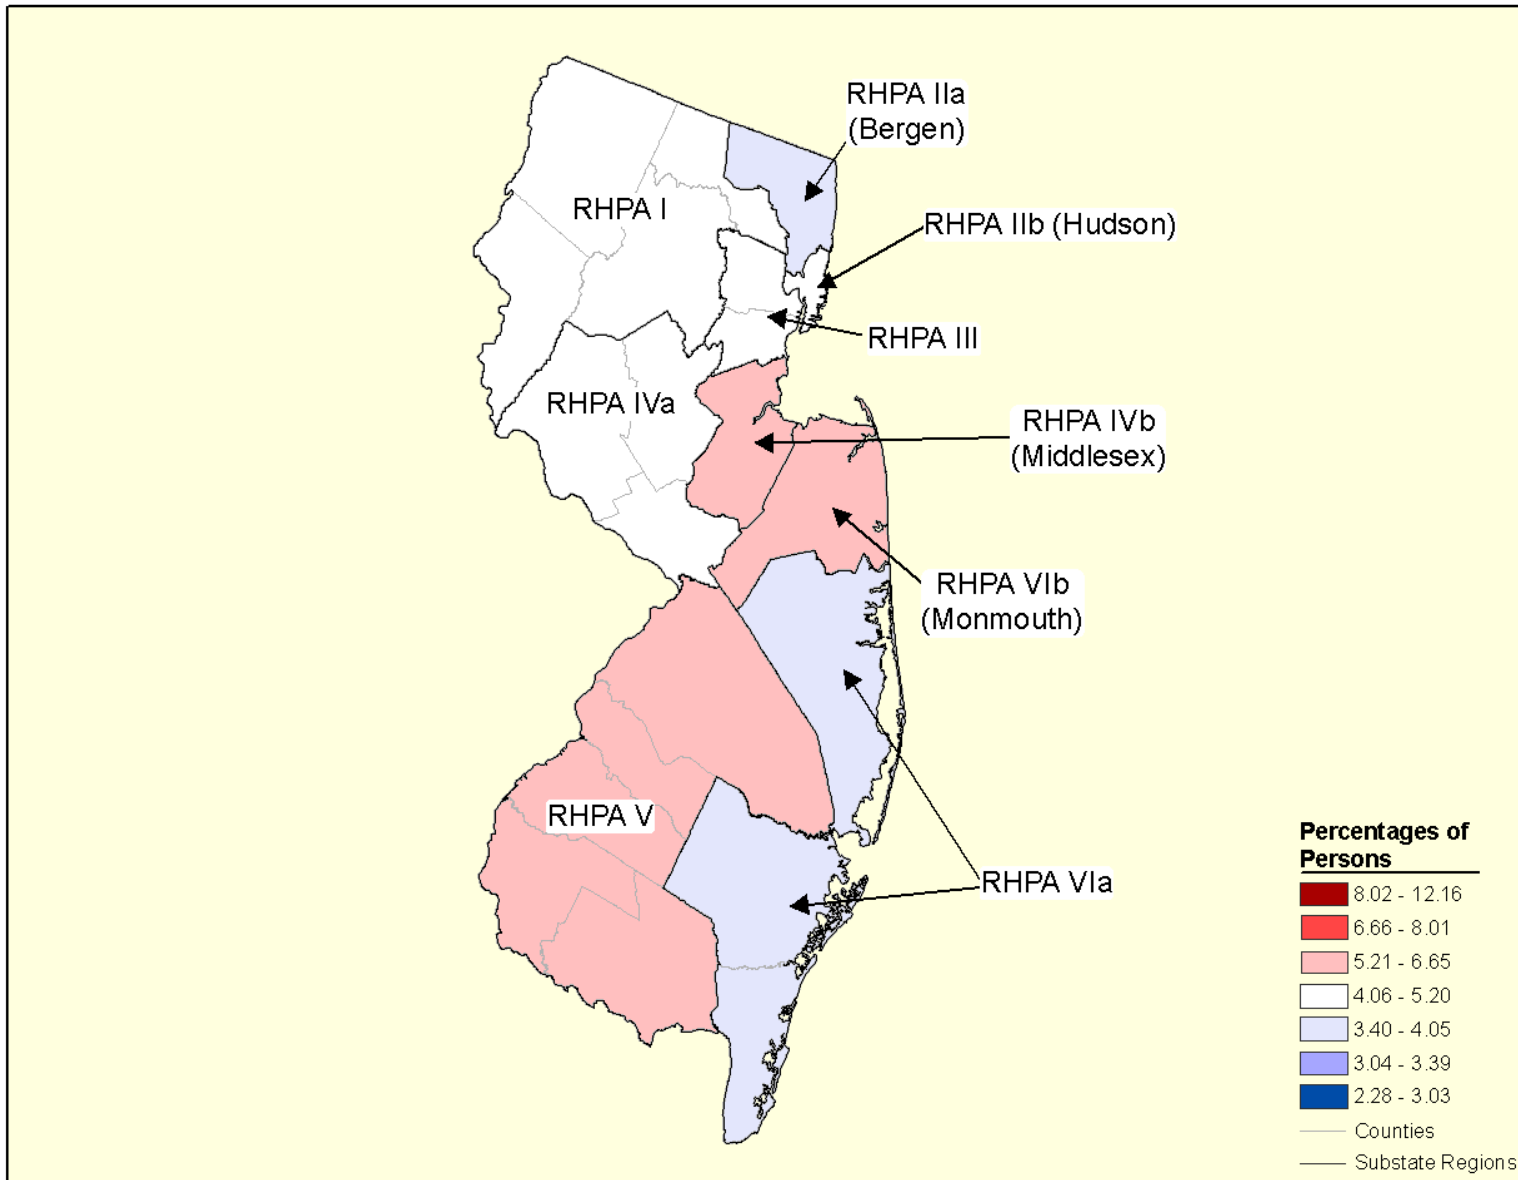 RHPA IIa
(Bergen)
RHPA I
RHPA IIb (Hudson)
RHPA III
RHPA IVa
RHPA IVb
(Middlesex)
RHPA VIb
(Monmouth)
RHPA V
RHPA VIa
Percentages of
Persons
8.02 - 12.16
6.66 - 8.01
5.21 - 6.65
4.06 - 5.20
3.40 - 4.05
3.04 - 3.39
2.28 - 3.03
Counties
Substate Regions